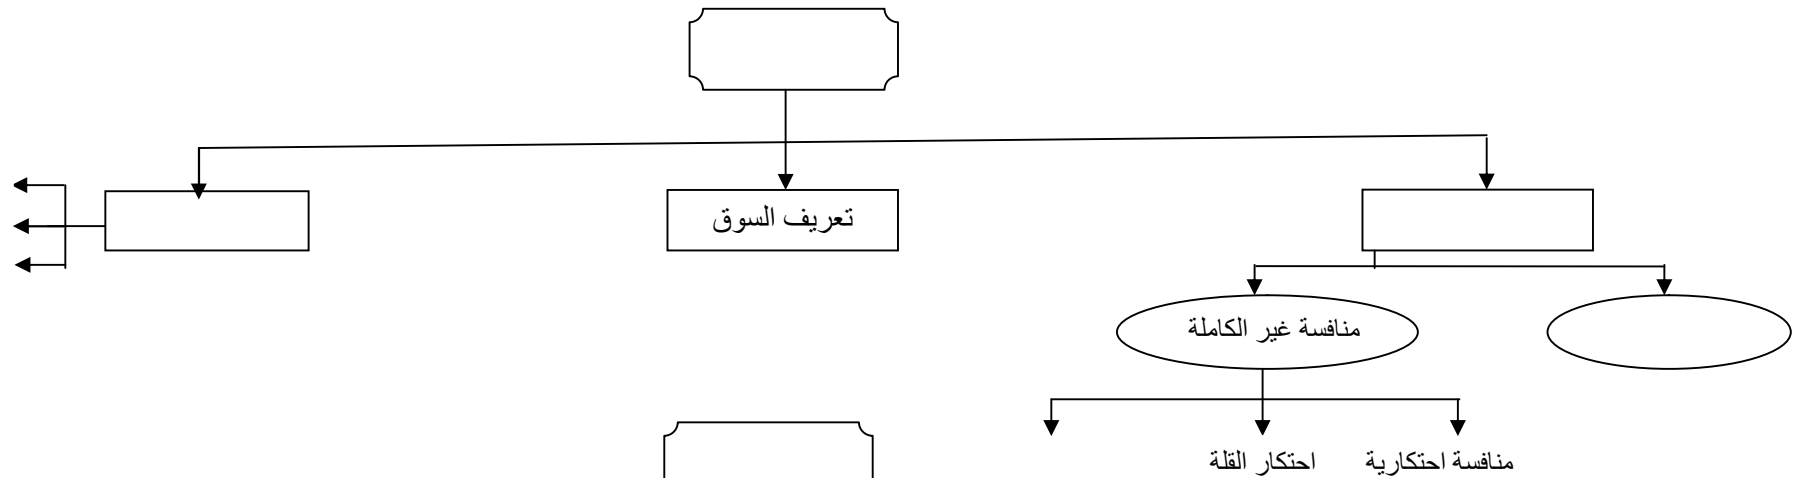 تعريف السوق
منافسة غير الكاملة
منافسة احتكارية
احتكار القلة